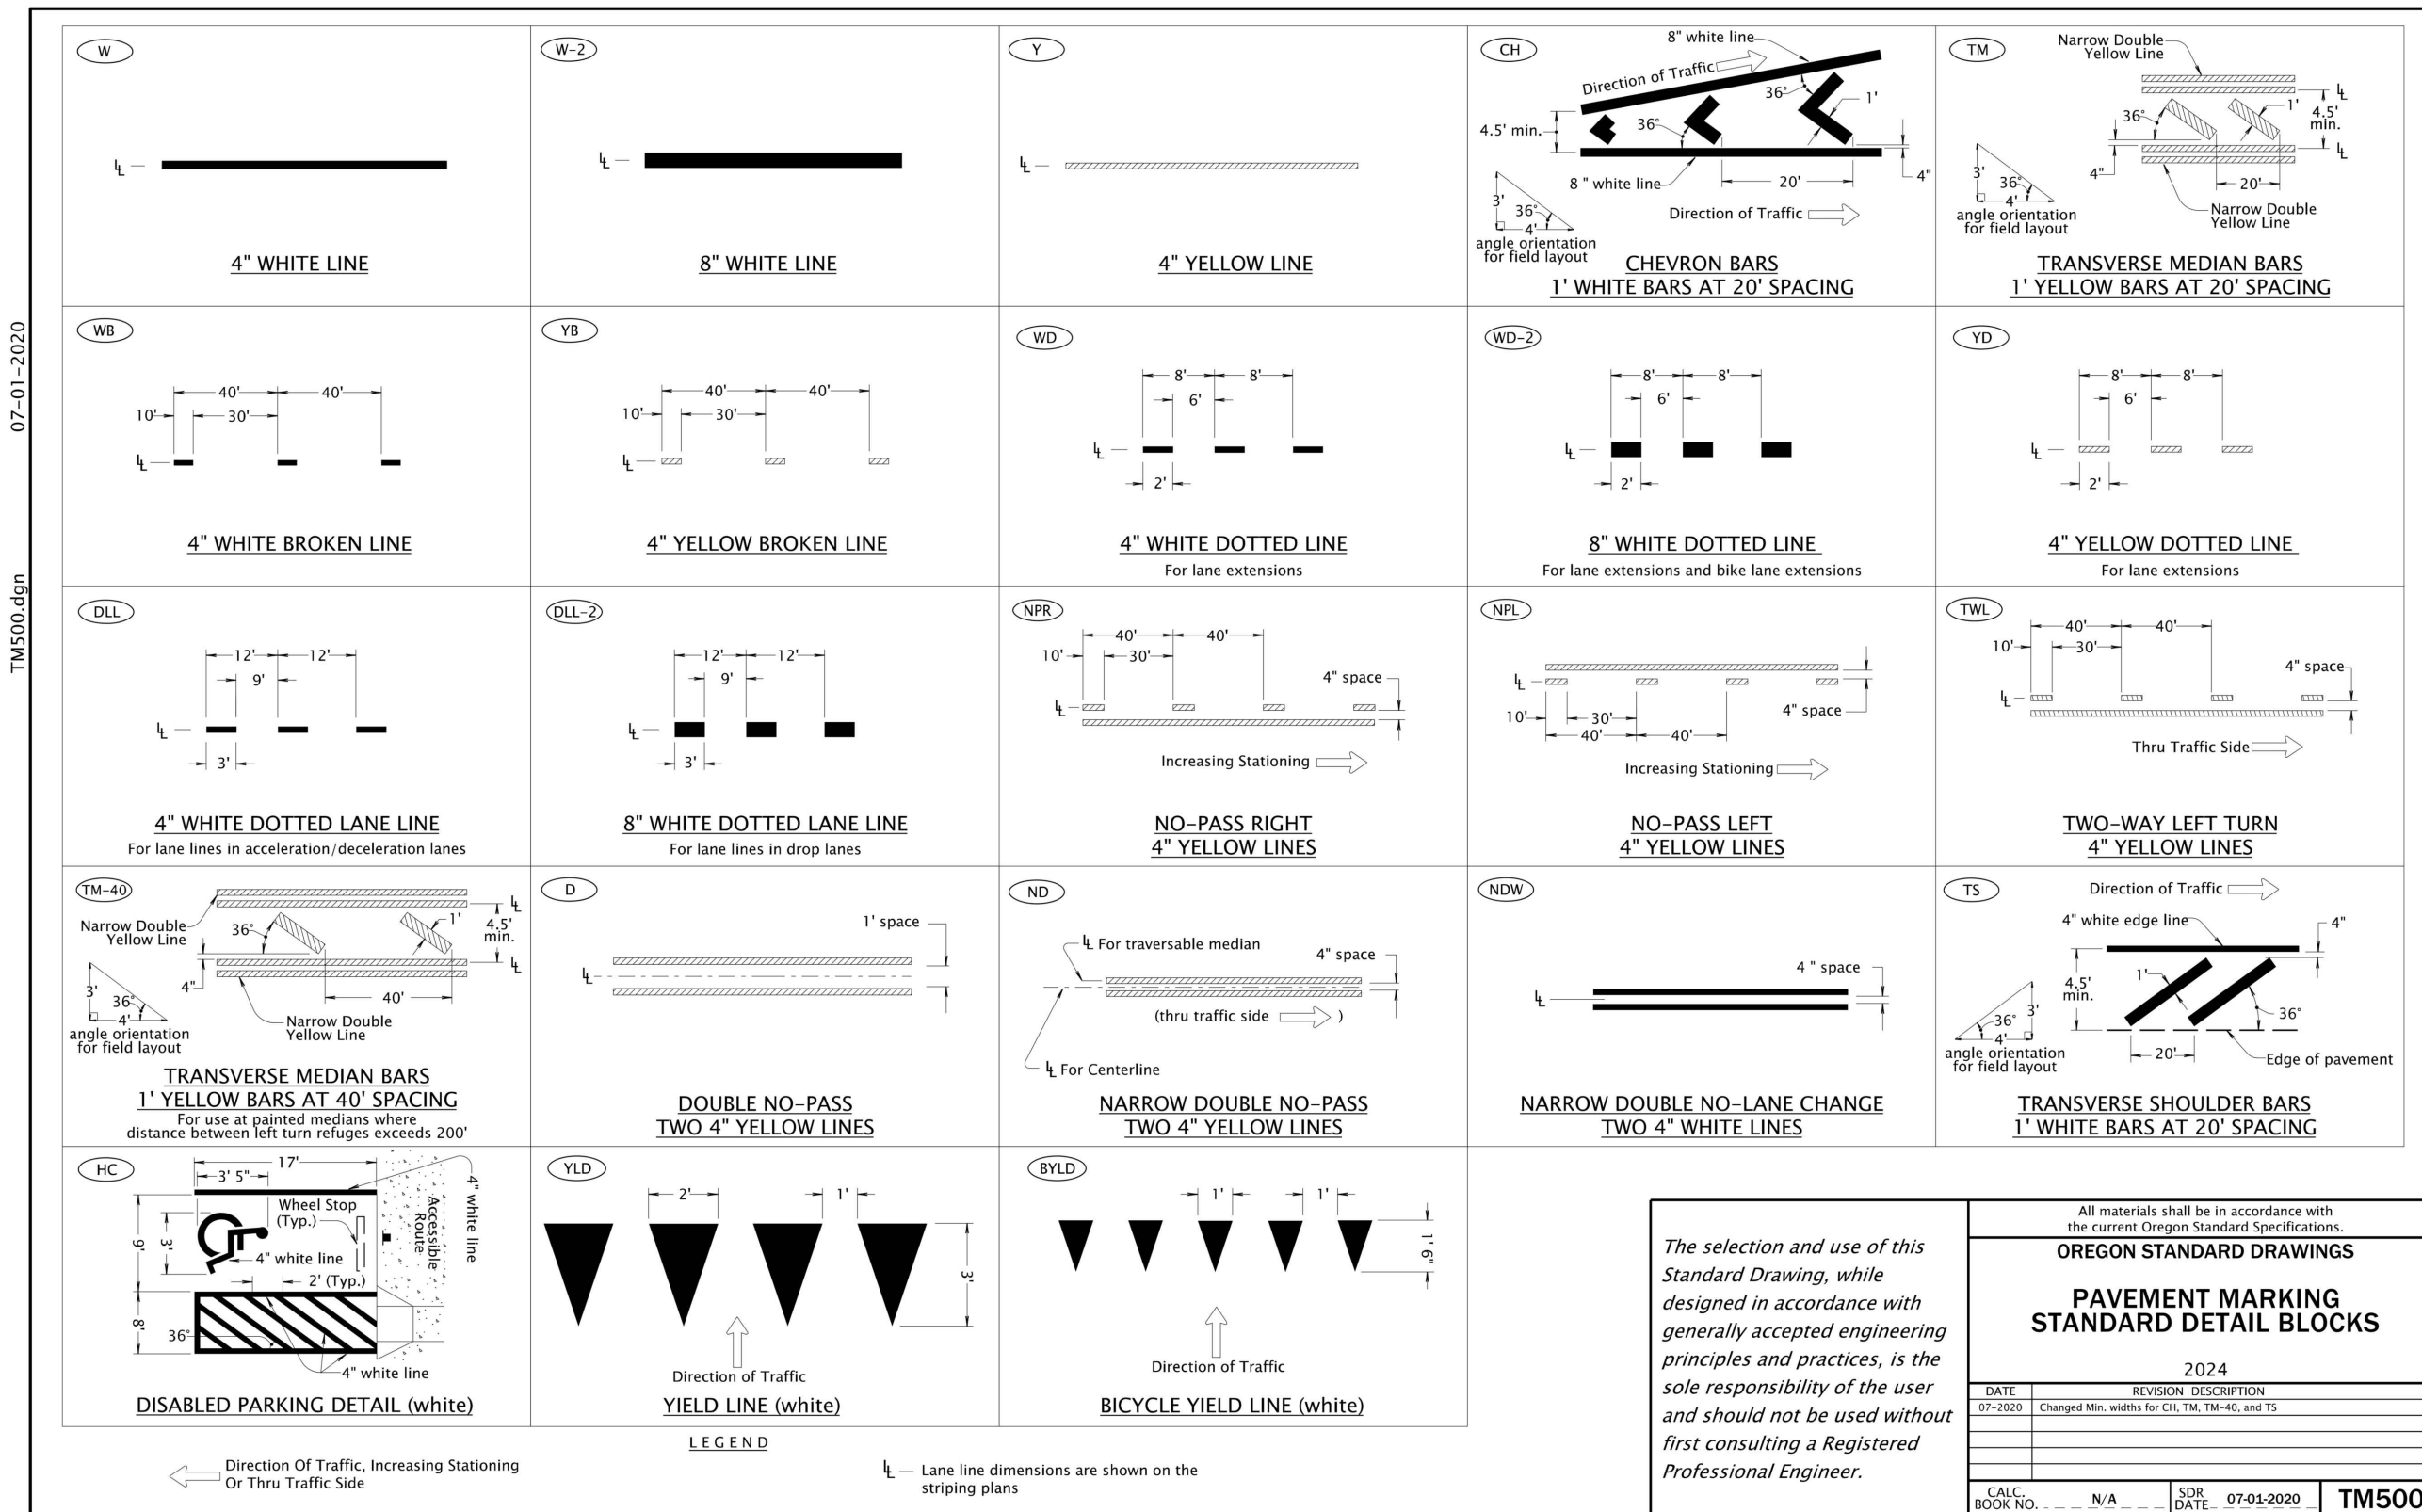 07-01-2020
TM500.dgn
W
LL
4" WHITE LINE
W-2
LL
8" WHITE LINE
Y
LL
4" YELLOW LINE
CH
8" white line
Direction of Traffic
36°
1'
4.5' min.
36°
8 " white line
20'
4"
3'
36°
4'
Direction of Traffic
angle orientation
for field layout
CHEVRON BARS
1' WHITE BARS AT 20' SPACING
TM
Narrow Double
Yellow Line
LL
36°
1'
4.5'
min.
LL
3'
36°
4'
4"
20'
angle orientation
for field layout
Narrow Double
Yellow Line
TRANSVERSE MEDIAN BARS
1' YELLOW BARS AT 20' SPACING
WB
40' 40'
10' 30'
LL
4" WHITE BROKEN LINE
YB
40' 40'
10' 30'
LL
4" YELLOW BROKEN LINE
WD
8' 8'
6'
LL
2'
4" WHITE DOTTED LINE
For lane extensions
WD-2
8' 8'
6'
LL
2'
8" WHITE DOTTED LINE
For lane extensions and bike lane extensions
YD
8' 8'
6'
LL
2'
4" YELLOW DOTTED LINE
For lane extensions
DLL
12' 12'
9'
LL
3'
4" WHITE DOTTED LANE LINE
For lane lines in acceleration/deceleration lanes
DLL-2
12' 12'
9'
LL
3'
8" WHITE DOTTED LANE LINE
For lane lines in drop lanes
NPR
40' 40'
10' 30'
4" space
LL
Increasing Stationing
NO-PASS RIGHT
4" YELLOW LINES
NPL
LL
4" space
10' 30'
40' 40'
Increasing Stationing
NO-PASS LEFT
4" YELLOW LINES
TWL
40' 40'
10' 30'
4" space
LL
Thru Traffic Side
TWO-WAY LEFT TURN
4" YELLOW LINES
TM-40
LL
Narrow Double
Yellow Line
36°
1'
4.5'
min.
LL
3'
36°
4'
4"
40'
angle orientation
for field layout
Narrow Double
Yellow Line
TRANSVERSE MEDIAN BARS
1' YELLOW BARS AT 40' SPACING
For use at painted medians where
distance between left turn refuges exceeds 200'
D
1' space
LL
DOUBLE NO-PASS
TWO 4" YELLOW LINES
ND
LL For traversable median
4" space
(thru traffic side )
LL For Centerline
NARROW DOUBLE NO-PASS
TWO 4" YELLOW LINES
NDW
4 " space
LL
NARROW DOUBLE NO-LANE CHANGE
TWO 4" WHITE LINES
TS
Direction of Traffic
4" white edge line
4"
4.5'
min.
1'
36°
3'
36°
4'
20'
Edge of pavement
angle orientation
for field layout
TRANSVERSE SHOULDER BARS
1' WHITE BARS AT 20' SPACING
HC
17'
3' 5"
4" white line
Wheel Stop
(Typ.)
Accessible
Route
9'
3'
4" white line
2' (Typ.)
8'
36°
4" white line
DISABLED PARKING DETAIL (white)
YLD
2' 1'
3'
Direction of Traffic
YIELD LINE (white)
BYLD
1' 1'
1' 6"
Direction of Traffic
BICYCLE YIELD LINE (white)
LEGEND
Direction Of Traffic, Increasing Stationing
Or Thru Traffic Side
LL Lane line dimensions are shown on the
striping plans
The selection and use of this
Standard Drawing, while
designed in accordance with
generally accepted engineering
principles and practices, is the
sole responsibility of the user
and should not be used without
first consulting a Registered
Professional Engineer.
All materials shall be in accordance with
the current Oregon Standard Specifications.
OREGON STANDARD DRAWINGS
PAVEMENT MARKING
STANDARD DETAIL BLOCKS
2024
DATE REVISION DESCRIPTION
07-2020 Changed Min. widths for CH, TM, TM-40, and TS
CALC.
BOOK NO. N/A
SDR
DATE 07-01-2020
TM500